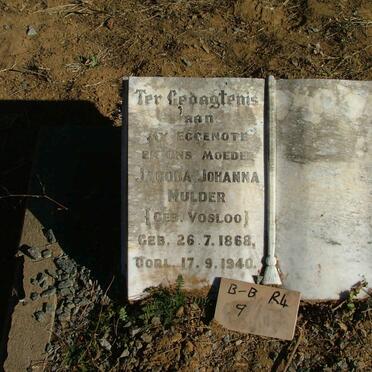 Ter Gedagtenis
aan
my eggenote
en ons moeder
Jacoba Johanna
Mulder
(geb. Vosloo)
Geb. 26.7.1868.
Oorl. 17.9.1940.
B-B R4
9